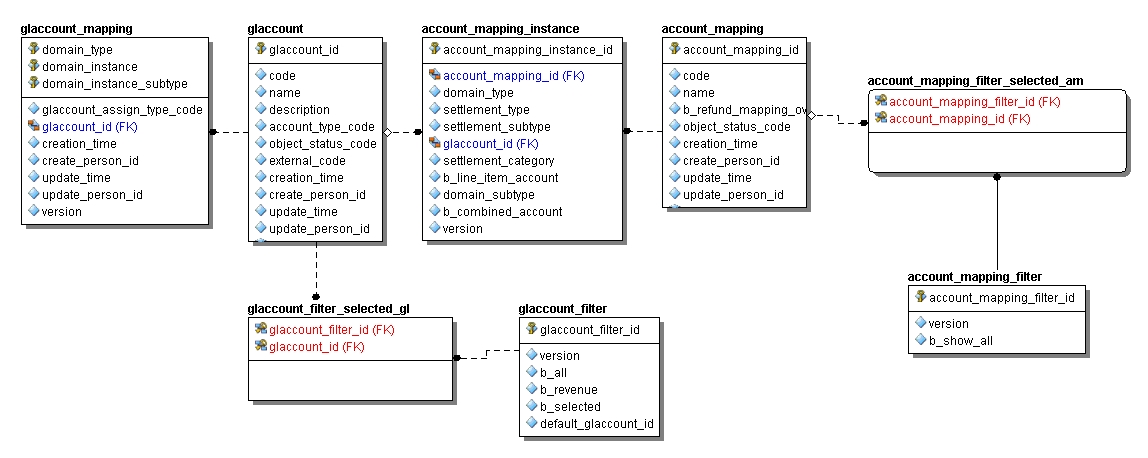 glaccount_mapping
domain_type
domain_instance
domain_instance_subtype
glaccount_assign_type_code
glaccount_id (FK)
creation_time
create_person_id
update_time
update_person_id
version
glaccount
glaccount_id
code
name
description
account_type_code
object_status_code
external_code
creation_time
create_person_id
update_time
update_person_id
account_mapping_instance
account_mapping_instance_id
account_mapping_id (FK)
domain_type
settlement_type
settlement_subtype
glaccount_id (FK)
settlement_category
b_line_item_account
domain_subtype
b_combined_account
version
account_mapping
account_mapping_id
code
name
b_refund_mapping_ov
object_status_code
creation_time
create_person_id
update_time
update_person_id
account_mapping_filter_selected_am
account_mapping_filter_id (FK)
account_mapping_id (FK)
glaccount_filter_selected_gl
glaccount_filter_id (FK)
glaccount_id (FK)
glaccount_filter
glaccount_filter_id
version
b_all
b_revenue
b_selected
default_glaccount_id
account_mapping_filter
account_mapping_filter_id
version
b_show_all